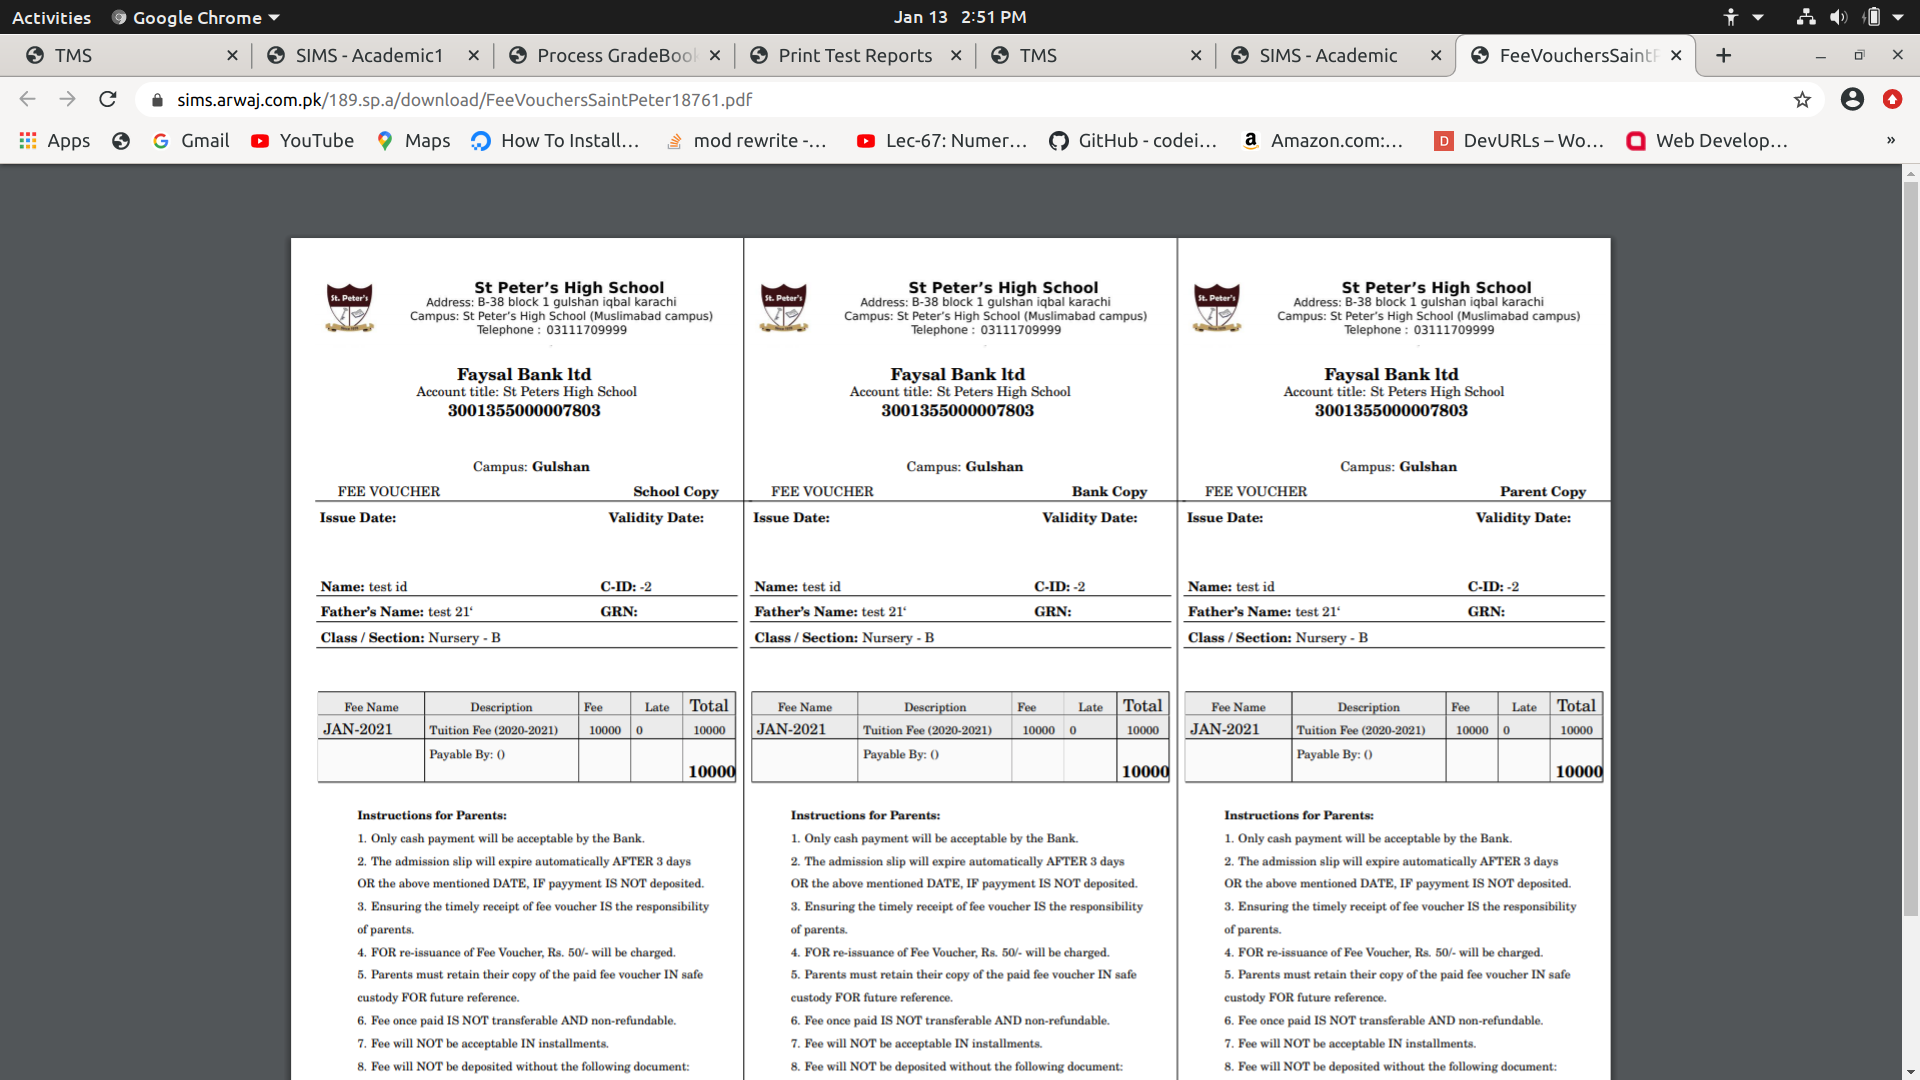 Activities Google Chrome Jan 13 2:51 PM
TMS SIMS - Academic1 Process GradeBoo Print Test Reports TMS SIMS - Academic FeeVouchersSaintP
sims.arwaj.com.pk/189.sp.a/download/FeeVouchersSaintPeter18761.pdf
Apps Gmail YouTube Maps How To Install... mod rewrite -... Lec-67: Numer... GitHub - codei... Amazon.com:... DevURLs – Wo... Web Develop... »
St. Peter's
St Peter's High School
Address: B-38 block 1 gulshan iqbal karachi
Campus: St Peter's High School (Muslimabad campus)
Telephone : 03111709999
Faysal Bank ltd
Account title: St Peters High School
3001355000007803
Campus: Gulshan
FEE VOUCHER School Copy
Issue Date: Validity Date:
Name: test id C-ID: -2
Father's Name: test 21‘ GRN:
Class / Section: Nursery - B
Fee Name Description Fee Late Total
JAN-2021 Tuition Fee (2020-2021) 10000 0 10000
Payable By: ()
10000
Instructions for Parents:
1. Only cash payment will be acceptable by the Bank.
2. The admission slip will expire automatically AFTER 3 days
OR the above mentioned DATE, IF payyment IS NOT deposited.
3. Ensuring the timely receipt of fee voucher IS the responsibility
of parents.
4. FOR re-issuance of Fee Voucher, Rs. 50/- will be charged.
5. Parents must retain their copy of the paid fee voucher IN safe
custody FOR future reference.
6. Fee once paid IS NOT transferable AND non-refundable.
7. Fee will NOT be acceptable IN installments.
8. Fee will NOT be deposited without the following document:
St. Peter's
St Peter's High School
Address: B-38 block 1 gulshan iqbal karachi
Campus: St Peter's High School (Muslimabad campus)
Telephone : 03111709999
Faysal Bank ltd
Account title: St Peters High School
3001355000007803
Campus: Gulshan
FEE VOUCHER Bank Copy
Issue Date: Validity Date:
Name: test id C-ID: -2
Father's Name: test 21‘ GRN:
Class / Section: Nursery - B
Fee Name Description Fee Late Total
JAN-2021 Tuition Fee (2020-2021) 10000 0 10000
Payable By: ()
10000
Instructions for Parents:
1. Only cash payment will be acceptable by the Bank.
2. The admission slip will expire automatically AFTER 3 days
OR the above mentioned DATE, IF payyment IS NOT deposited.
3. Ensuring the timely receipt of fee voucher IS the responsibility
of parents.
4. FOR re-issuance of Fee Voucher, Rs. 50/- will be charged.
5. Parents must retain their copy of the paid fee voucher IN safe
custody FOR future reference.
6. Fee once paid IS NOT transferable AND non-refundable.
7. Fee will NOT be acceptable IN installments.
8. Fee will NOT be deposited without the following document:
St. Peter's
St Peter's High School
Address: B-38 block 1 gulshan iqbal karachi
Campus: St Peter's High School (Muslimabad campus)
Telephone : 03111709999
Faysal Bank ltd
Account title: St Peters High School
3001355000007803
Campus: Gulshan
FEE VOUCHER Parent Copy
Issue Date: Validity Date:
Name: test id C-ID: -2
Father's Name: test 21‘ GRN:
Class / Section: Nursery - B
Fee Name Description Fee Late Total
JAN-2021 Tuition Fee (2020-2021) 10000 0 10000
Payable By: ()
10000
Instructions for Parents:
1. Only cash payment will be acceptable by the Bank.
2. The admission slip will expire automatically AFTER 3 days
OR the above mentioned DATE, IF payyment IS NOT deposited.
3. Ensuring the timely receipt of fee voucher IS the responsibility
of parents.
4. FOR re-issuance of Fee Voucher, Rs. 50/- will be charged.
5. Parents must retain their copy of the paid fee voucher IN safe
custody FOR future reference.
6. Fee once paid IS NOT transferable AND non-refundable.
7. Fee will NOT be acceptable IN installments.
8. Fee will NOT be deposited without the following document: